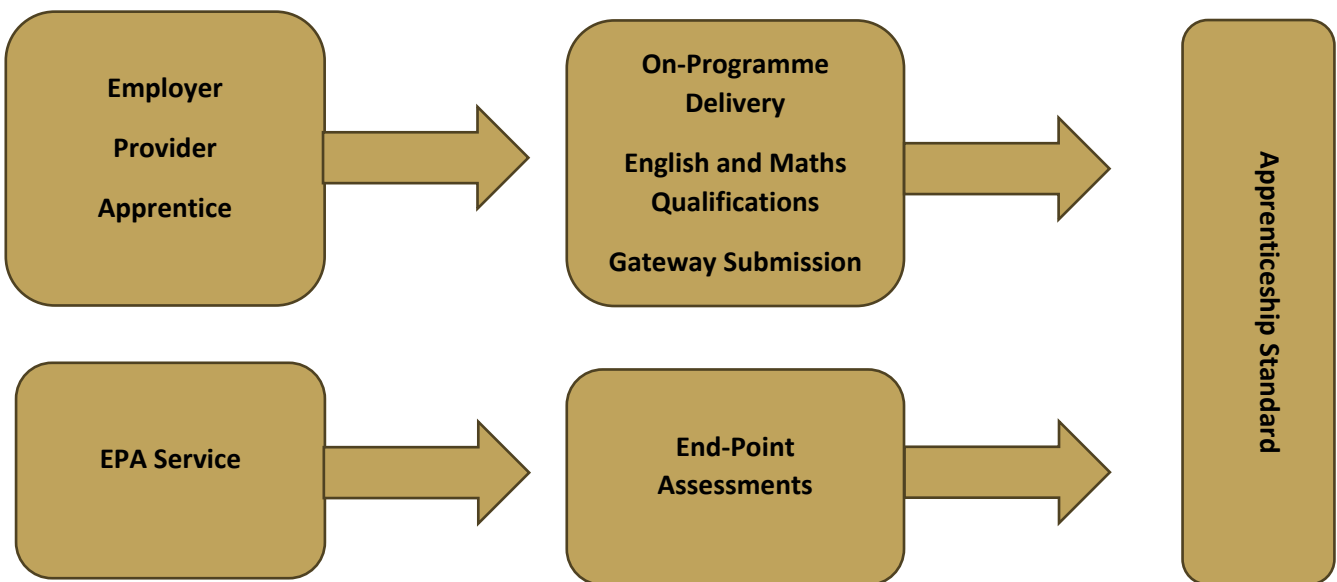 Employer
Provider
Apprentice
On-Programme
Delivery
English and Maths
Qualifications
Gateway Submission
Apprenticeship Standard
EPA Service
End-Point
Assessments